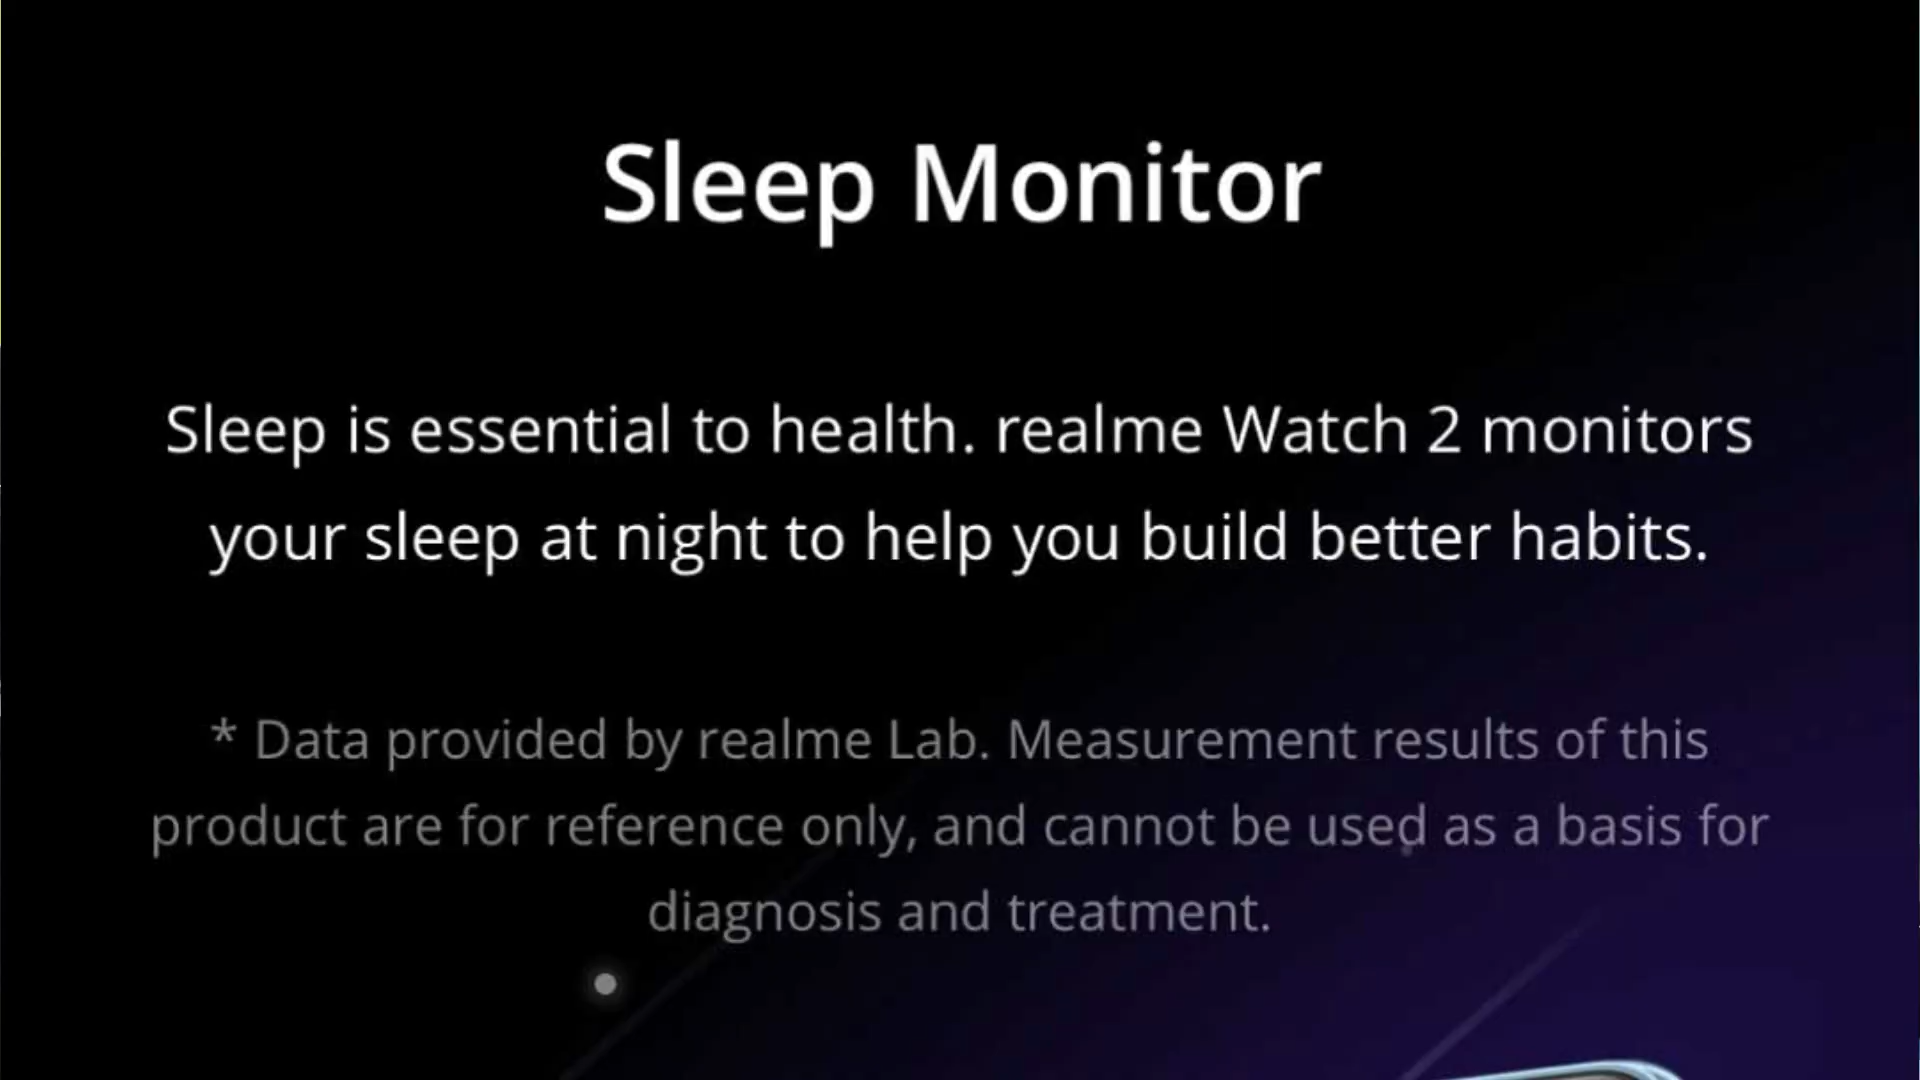 Sleep Monitor
Sleep is essential to health. realme Watch 2 monitors
your sleep at night to help you build better habits.
* Data provided by realme Lab. Measurement results of this
product are for reference only, and cannot be used as a basis for
diagnosis and treatment.